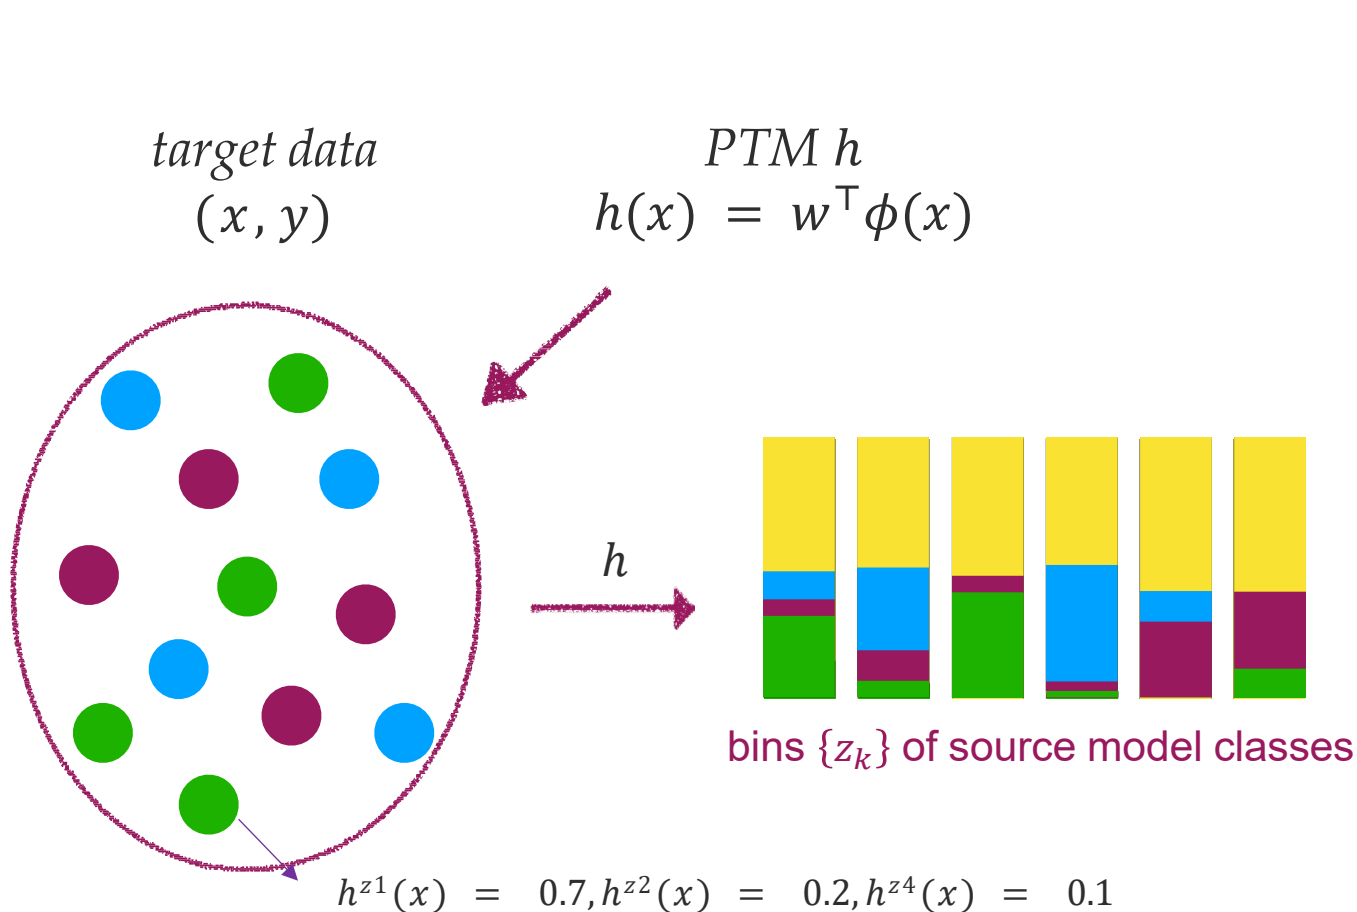 target data
(x, y)
PTM h
h(x) = w⊤ϕ(x)
h
bins {z_k} of source model classes
h^{z1}(x) = 0.7, h^{z2}(x) = 0.2, h^{z4}(x) = 0.1